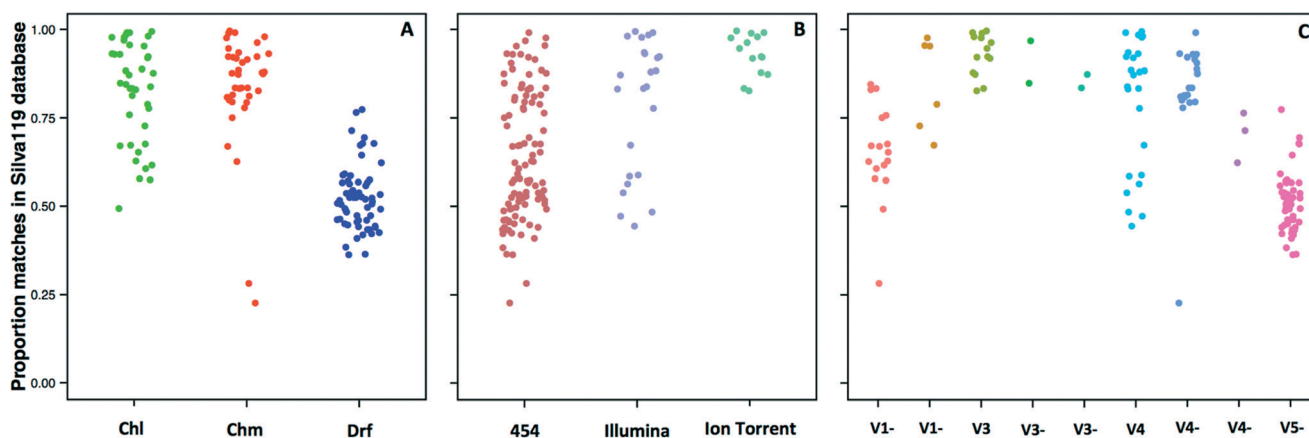 Proportion matches in Silva119 database
1.00
0.75
0.50
0.25
0.00
A
Chl Chm Drf
B
454 Illumina Ion Torrent
C
V1- V1- V3 V3- V3- V4 V4- V4- V5-